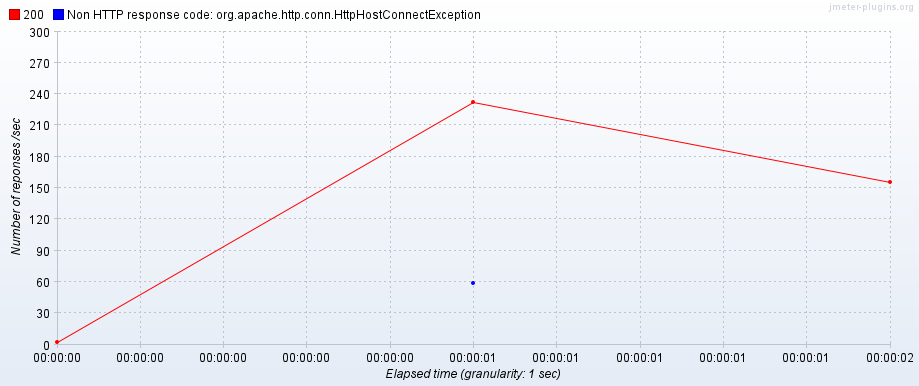 jmeter-plugins.org
200 Non HTTP response code: org.apache.http.conn.HttpHostConnectException
300
270
240
210
180
150
120
90
60
30
0
Number of reponses /sec
00:00:00 00:00:00 00:00:00 00:00:00 00:00:00 00:00:01 00:00:01 00:00:01 00:00:01 00:00:01 00:00:02
Elapsed time (granularity: 1 sec)